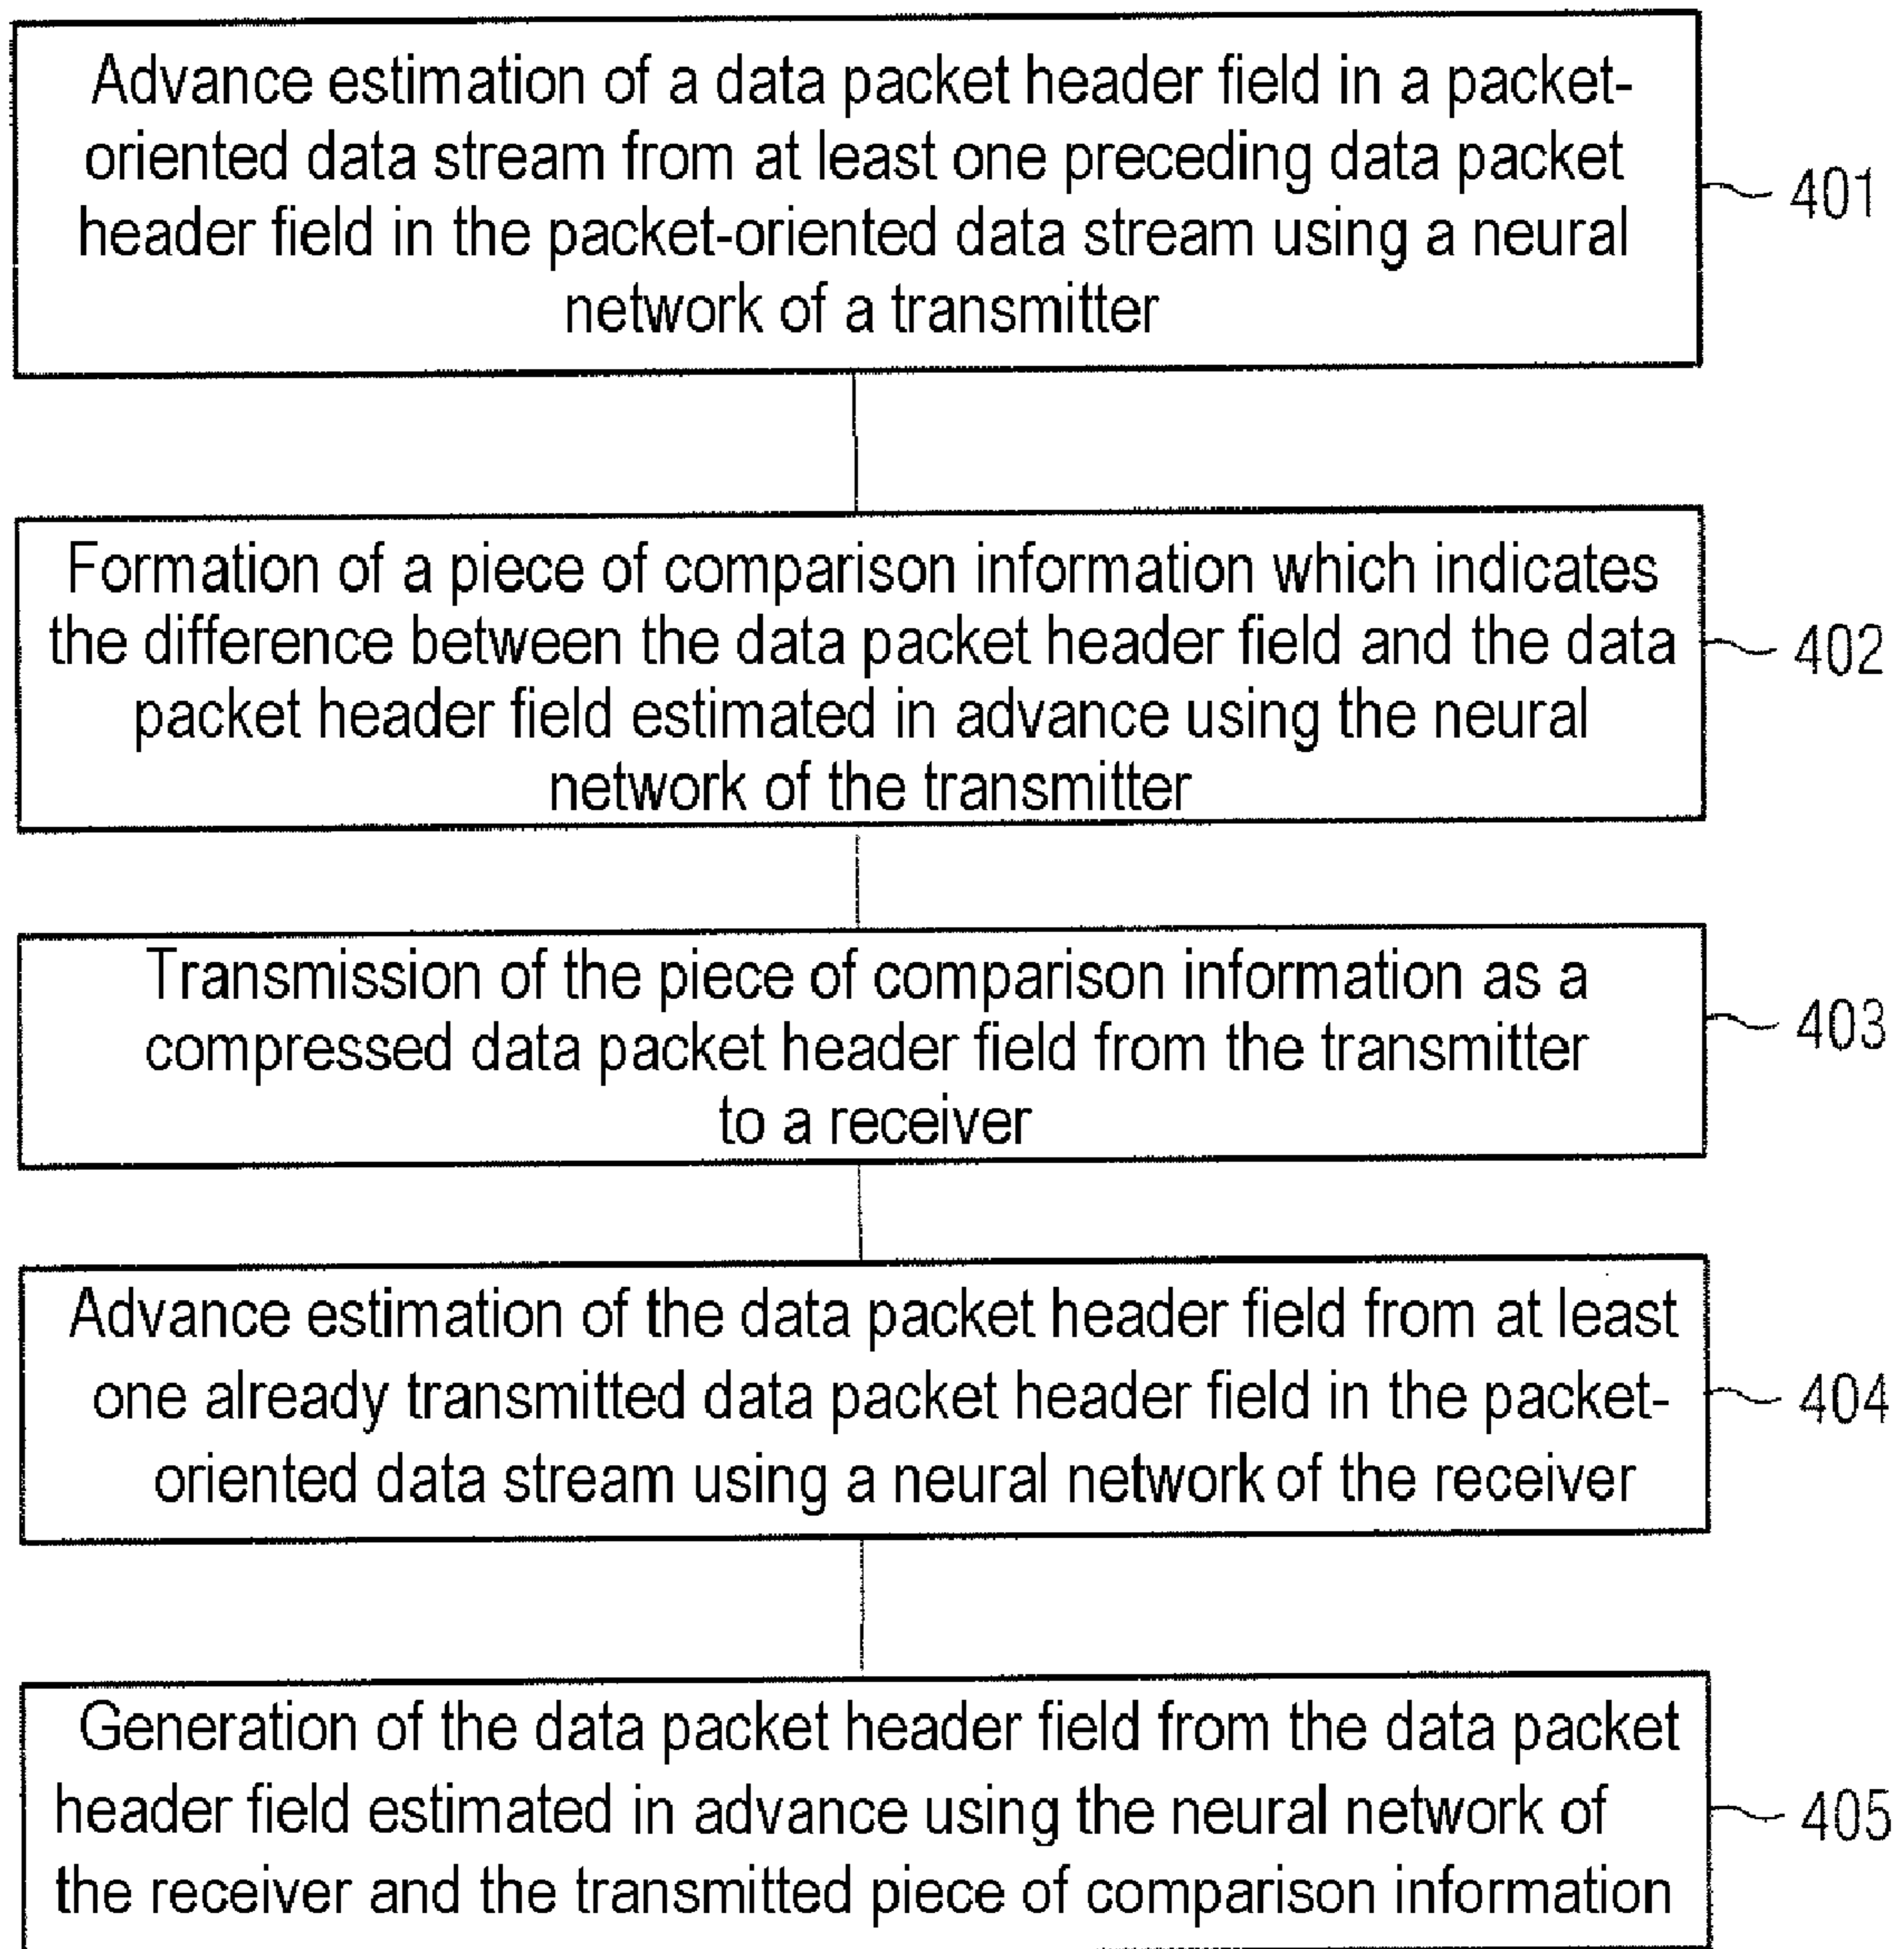 Advance estimation of a data packet header field in a packet-
oriented data stream from at least one preceding data packet
header field in the packet-oriented data stream using a neural
network of a transmitter
401
Formation of a piece of comparison information which indicates
the difference between the data packet header field and the data
packet header field estimated in advance using the neural
network of the transmitter
402
Transmission of the piece of comparison information as a
compressed data packet header field from the transmitter
to a receiver
403
Advance estimation of the data packet header field from at least
one already transmitted data packet header field in the packet-
oriented data stream using a neural network of the receiver
404
Generation of the data packet header field from the data packet
header field estimated in advance using the neural network of
the receiver and the transmitted piece of comparison information
405